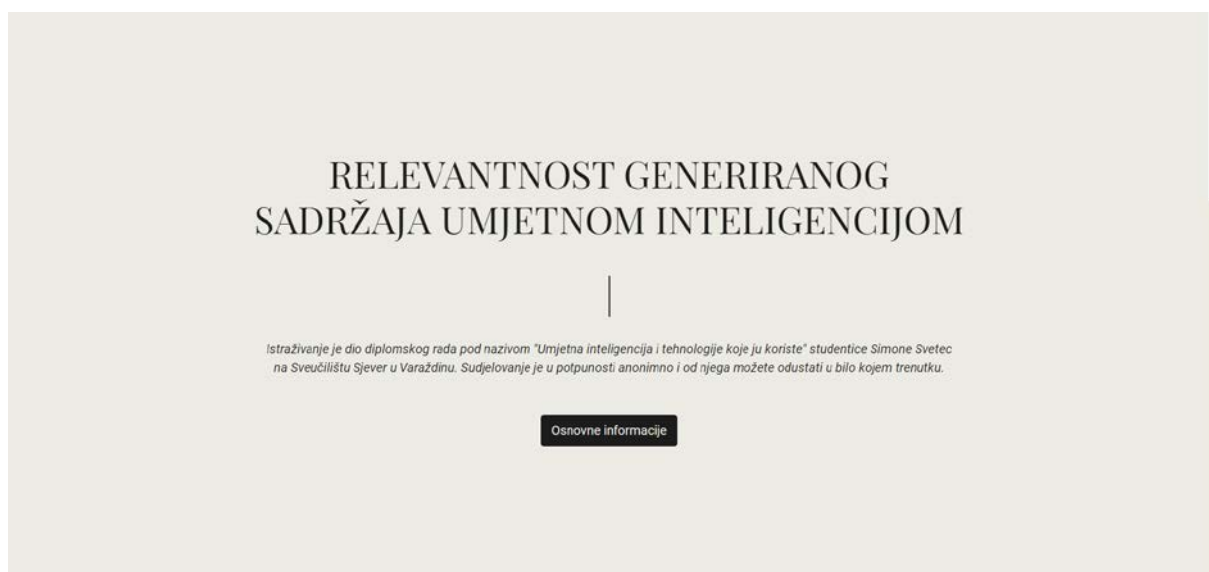 RELEVANTNOST GENERIRANOG
SADRŽAJA UMJETNOM INTELIGENCIJOM
Istraživanje je dio diplomskog rada pod nazivom "Umjetna inteligencija i tehnologije koje ju koriste" studentice Simone Svetec
na Sveučilištu Sjever u Varaždinu. Sudjelovanje je u potpunosti anonimno i od njega možete odustati u bilo kojem trenutku.
Osnovne informacije